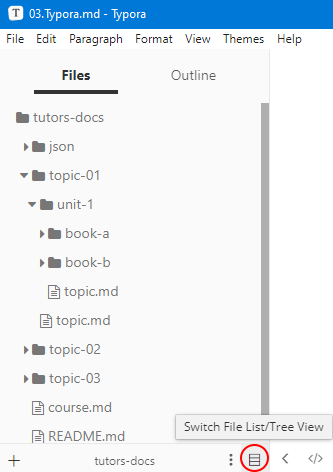 T 03.Typora.md - Typora
File Edit Paragraph Format View Themes Help
Files Outline
tutors-docs
json
topic-01
unit-1
book-a
book-b
topic.md
topic.md
topic-02
topic-03
course.md
Switch File List/Tree View
README.md
+ tutors-docs < </>